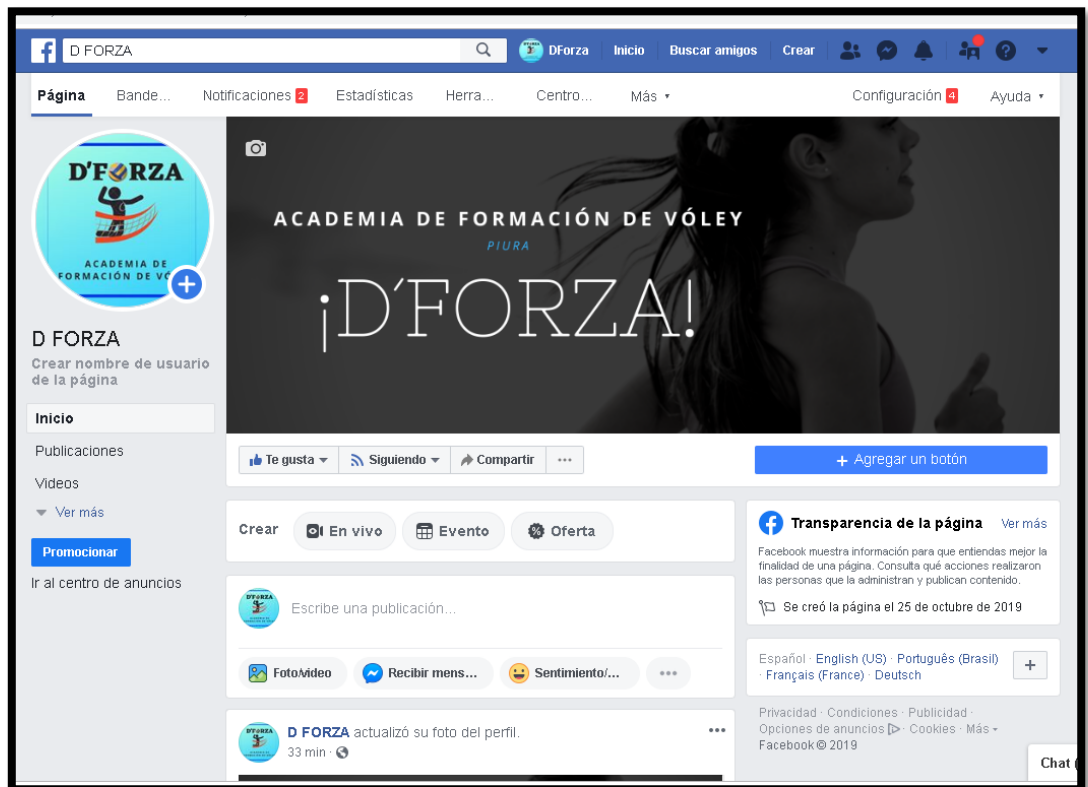 D FORZA
DForza
Inicio
Buscar amigos
Crear
Página
Bande...
Notificaciones 2
Estadísticas
Herra...
Centro...
Más
Configuración 4
Ayuda
D'FORZA
ACADEMIA DE
FORMACIÓN DE
ACADEMIA DE FORMACIÓN DE VÓLEY
PIURA
¡D´FORZA!
D FORZA
Crear nombre de usuario
de la página
Inicio
Publicaciones
Videos
Ver más
Promocionar
Ir al centro de anuncios
Te gusta
Siguiendo
Compartir
...
+ Agregar un botón
Crear
En vivo
Evento
Oferta
D'FORZA
Escribe una publicación...
Foto/video
Recibir mens...
Sentimiento/...
...
D'FORZA
D FORZA actualizó su foto del perfil.
33 min ·
...
Transparencia de la página Ver más
Facebook muestra información para que entiendas mejor la
finalidad de una página. Consulta qué acciones realizaron
las personas que la administran y publican contenido.
Se creó la página el 25 de octubre de 2019
Español · English (US) · Português (Brasil)
· Français (France) · Deutsch
+
Privacidad · Condiciones · Publicidad ·
Opciones de anuncios · Cookies · Más
Facebook © 2019
Chat (